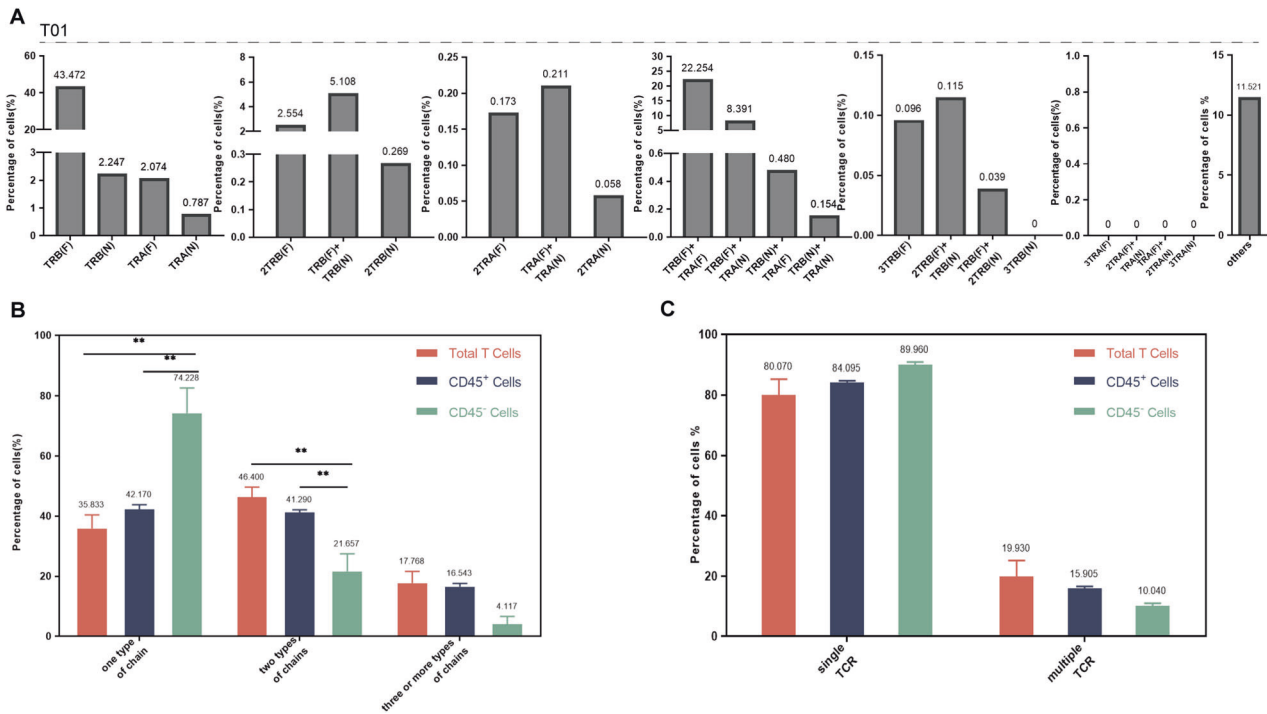 A
T01
Percentage of cells(%)
60
40
20
3
2
1
0
43.472
2.247
2.074
0.787
TRB(F)
TRB(N)
TRA(F)
TRA(N)
Percentage of cells(%)
8
6
4
2
0.3
0.2
0.1
0.0
2.554
5.108
0.269
2TRB(F)
TRB(F)+
TRB(N)
2TRB(N)
Percentage of cells(%)
0.25
0.20
0.15
0.10
0.05
0.00
0.173
0.211
0.058
2TRA(F)
TRA(F)+
TRA(N)
2TRA(N)
Percentage of cells(%)
30
25
20
15
10
5
0.6
0.4
0.2
0.0
22.254
8.391
0.480
0.154
TRB(F)+
TRA(F)
TRB(F)+
TRA(N)
TRB(N)+
TRA(F)
TRB(N)+
TRA(N)
Percentage of cells(%)
0.15
0.10
0.05
0.00
0.096
0.115
0.039
0
3TRB(F)
2TRB(F)+
TRB(N)
TRB(F)+
2TRB(N)
3TRB(N)
Percentage of cells(%)
1.0
0.8
0.6
0.4
0.2
0.0
0
0
0
0
3TRA(F)
2TRA(F)+
TRA(N)
TRA(F)+
2TRA(N)
3TRA(N)
Percentage of cells %
15
10
5
0
11.521
others
B
Percentage of cells(%)
100
80
60
40
20
0
**
**
**
**
35.833
42.170
74.228
46.400
41.290
21.657
17.768
16.543
4.117
Total T Cells
CD45⁺ Cells
CD45⁻ Cells
one type
of chain
two types
of chains
three or more types
of chains
C
Percentage of cells %
100
80
60
40
20
0
80.070
84.095
89.960
19.930
15.905
10.040
Total T Cells
CD45⁺ Cells
CD45⁻ Cells
single
TCR
multiple
TCR